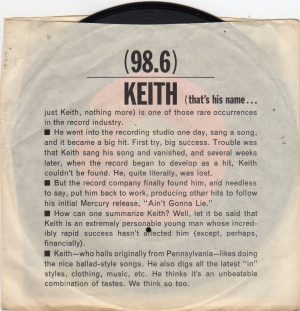 (98.6)
KEITH (that's his name...
just Keith, nothing more) is one of those rare occurrences
in the record industry.
■ He went into the recording studio one day, sang a song,
and it became a big hit. First try, big success. Trouble was
that Keith sang his song and vanished, and several weeks
later, when the record began to develop as a hit, Keith
couldn't be found. He, quite literally, was lost.
■ But the record company finally found him, and needless
to say, put him back to work, producing other hits to follow
his initial Mercury release, "Ain't Gonna Lie."
■ How can one summarize Keith? Well, let it be said that
Keith is an extremely personable young man whose incred-
ibly rapid success hasn't affected him (except, perhaps,
financially).
■ Keith—who hails originally from Pennsylvania—likes doing
the nice ballad-style songs. He also digs all the latest "in"
styles, clothing, music, etc. He thinks it's an unbeatable
combination of tastes. We think so too.